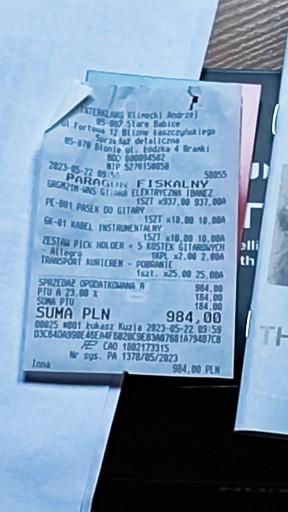 INTERKLANG Klimecki Andrzej
05-082 Stare Babice
ul.Fortowa 12 Blizne Łaszczyńskiego
Sprzedaż detaliczna
05-870 Błonie ul. Łódzka 4 Bramki
BDO 000094502
NIP 5270150858
2023-05-22 09:59 58055
PARAGON FISKALNY
GRGM21M-WNS GITARA ELEKTRYCZNA IBANEZ
1SZT x937,00 937,00A
PE-001 PASEK DO GITARY
1SZT x10,00 10,00A
GK-01 KABEL INSTRUMENTALNY
1SZT x10,00 10,00A
ZESTAW PICK HOLDER + 5 KOSTEK GITAROWYCH
- Allegro 1KPL x2,00 2,00A
TRANSPORT KURIEREM - POBRANIE
1szt. x25,00 25,00A
SPRZEDAŻ OPODATKOWANA A 984,00
PTU A 23,00 % 184,00
SUMA PTU 184,00
SUMA PLN 984,00
00025 #001 Łukasz Kuzia 2023-05-22 09:59
CAO 1802173315
Nr sys. PA 1378/05/2023
Inna 984,00 PLN